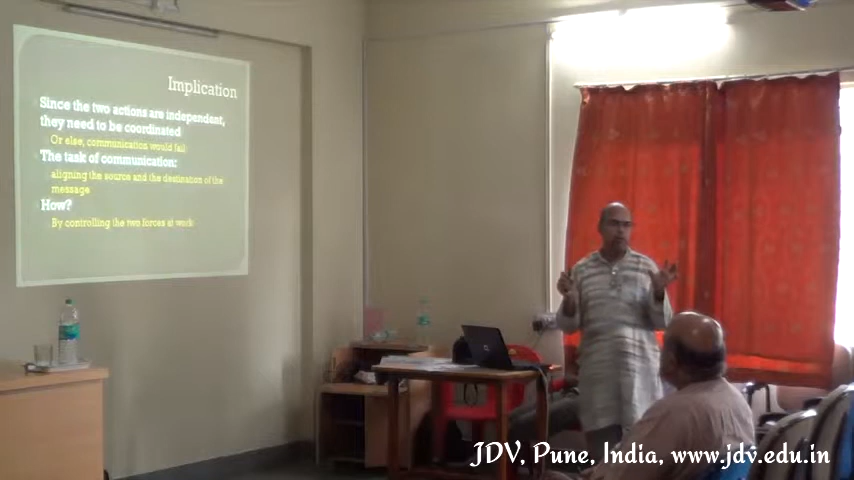 Implication
Since the two actions are independent,
they need to be coordinated
Or else, communication would fail
The task of communication:
aligning the source and the destination of the
message
How?
By controlling the two forces at work
JDV, Pune, India, www.jdv.edu.in